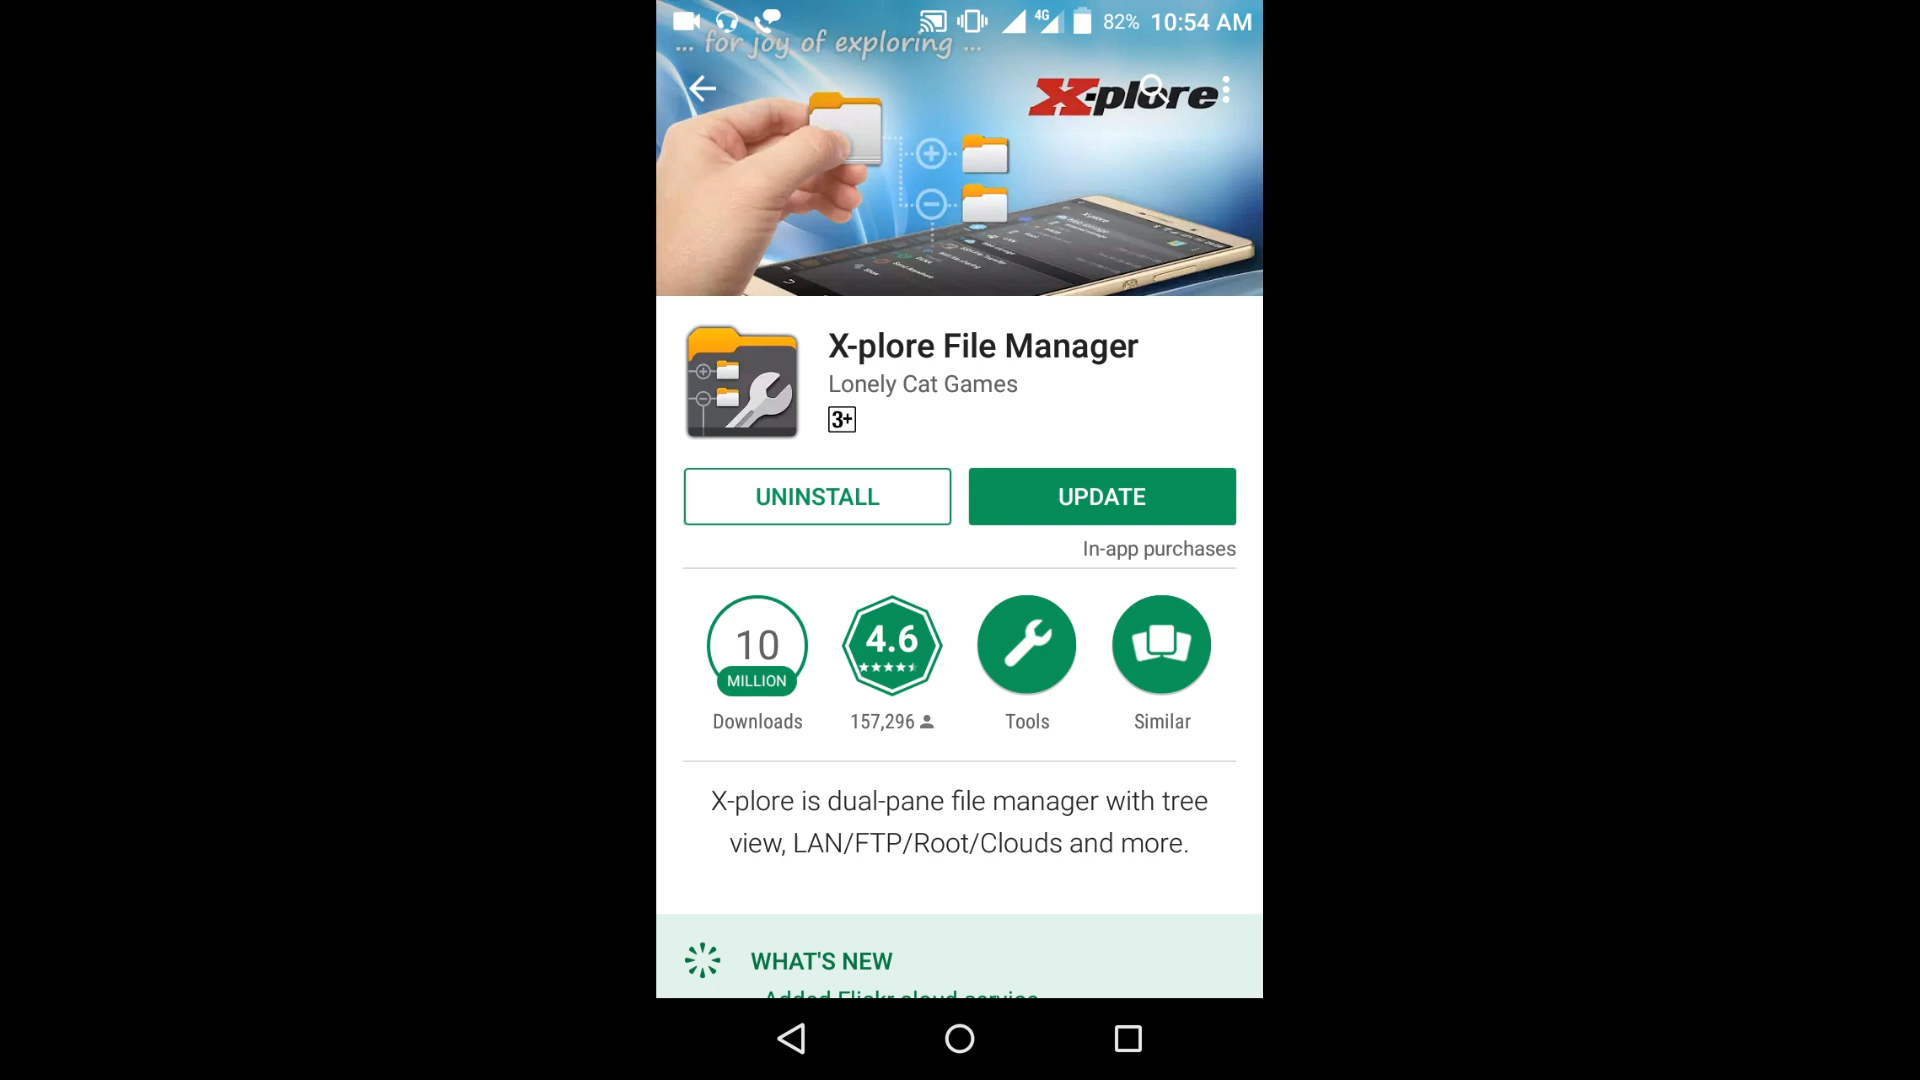 4G 82% 10:54 AM
... for joy of exploring ...
X-plore
X-plore File Manager
Lonely Cat Games
3+
UNINSTALL
UPDATE
In-app purchases
10
MILLION
4.6
Downloads
157,296
Tools
Similar
X-plore is dual-pane file manager with tree
view, LAN/FTP/Root/Clouds and more.
WHAT'S NEW
Added Flickr cloud service